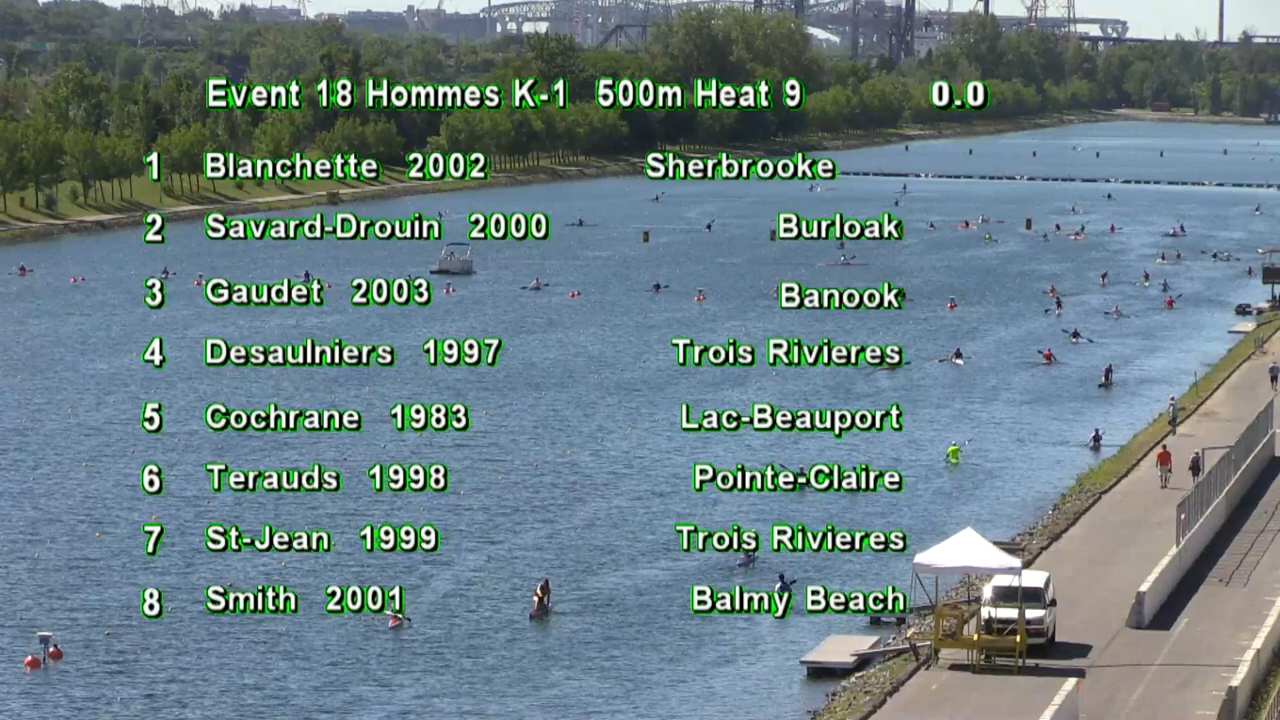 Event 18 Hommes K-1 500m Heat 9 0.0
1 Blanchette 2002 Sherbrooke
2 Savard-Drouin 2000 Burloak
3 Gaudet 2003 Banook
4 Desaulniers 1997 Trois Rivieres
5 Cochrane 1983 Lac-Beauport
6 Terauds 1998 Pointe-Claire
7 St-Jean 1999 Trois Rivieres
8 Smith 2001 Balmy Beach